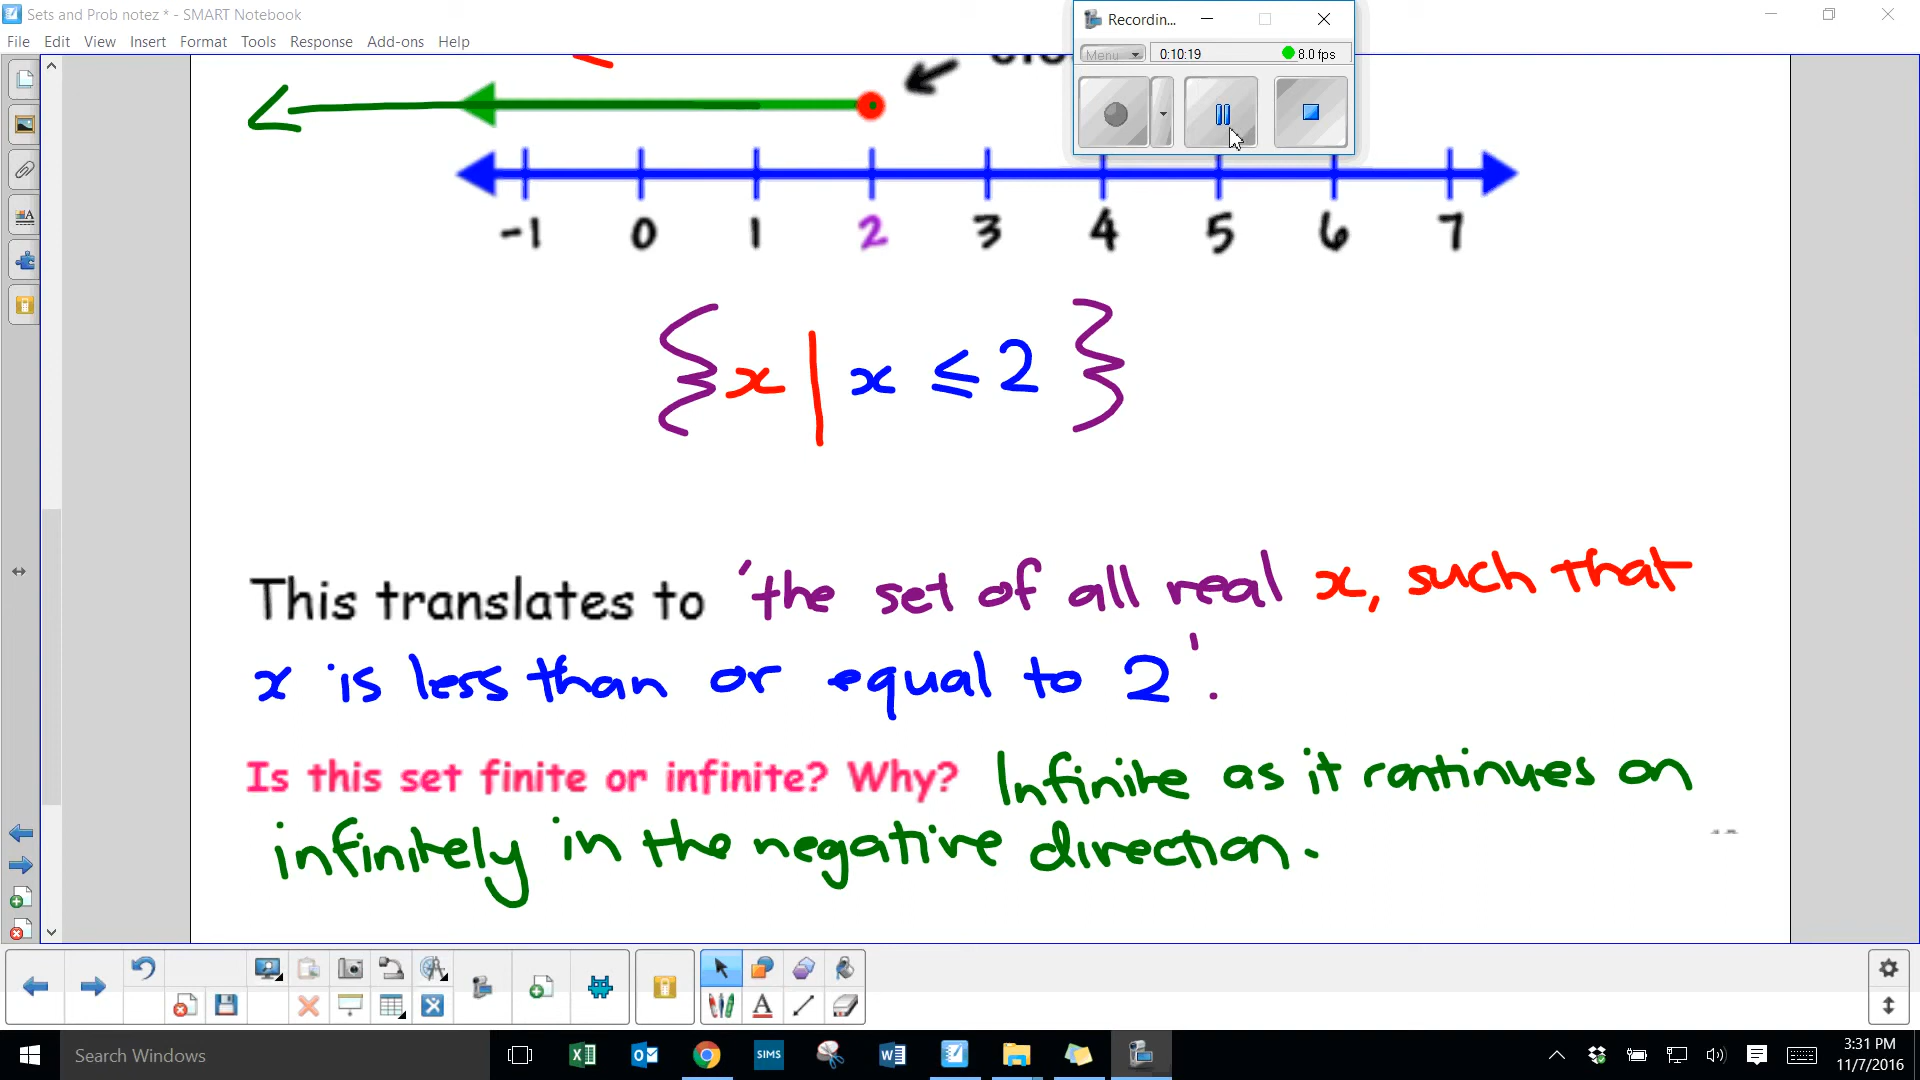 Sets and Prob notez * - SMART Notebook
File Edit View Insert Format Tools Response Add-ons Help
Recordin...
Menu 0:10:19 8.0 fps
-1 0 1 2 3 4 5 6 7
{x | x ≤ 2}
This translates to 'the set of all real x, such that
x is less than or equal to 2'.
Is this set finite or infinite? Why? Infinite as it continues on
infinitely in the negative direction.
Search Windows
SIMS
3:31 PM
11/7/2016